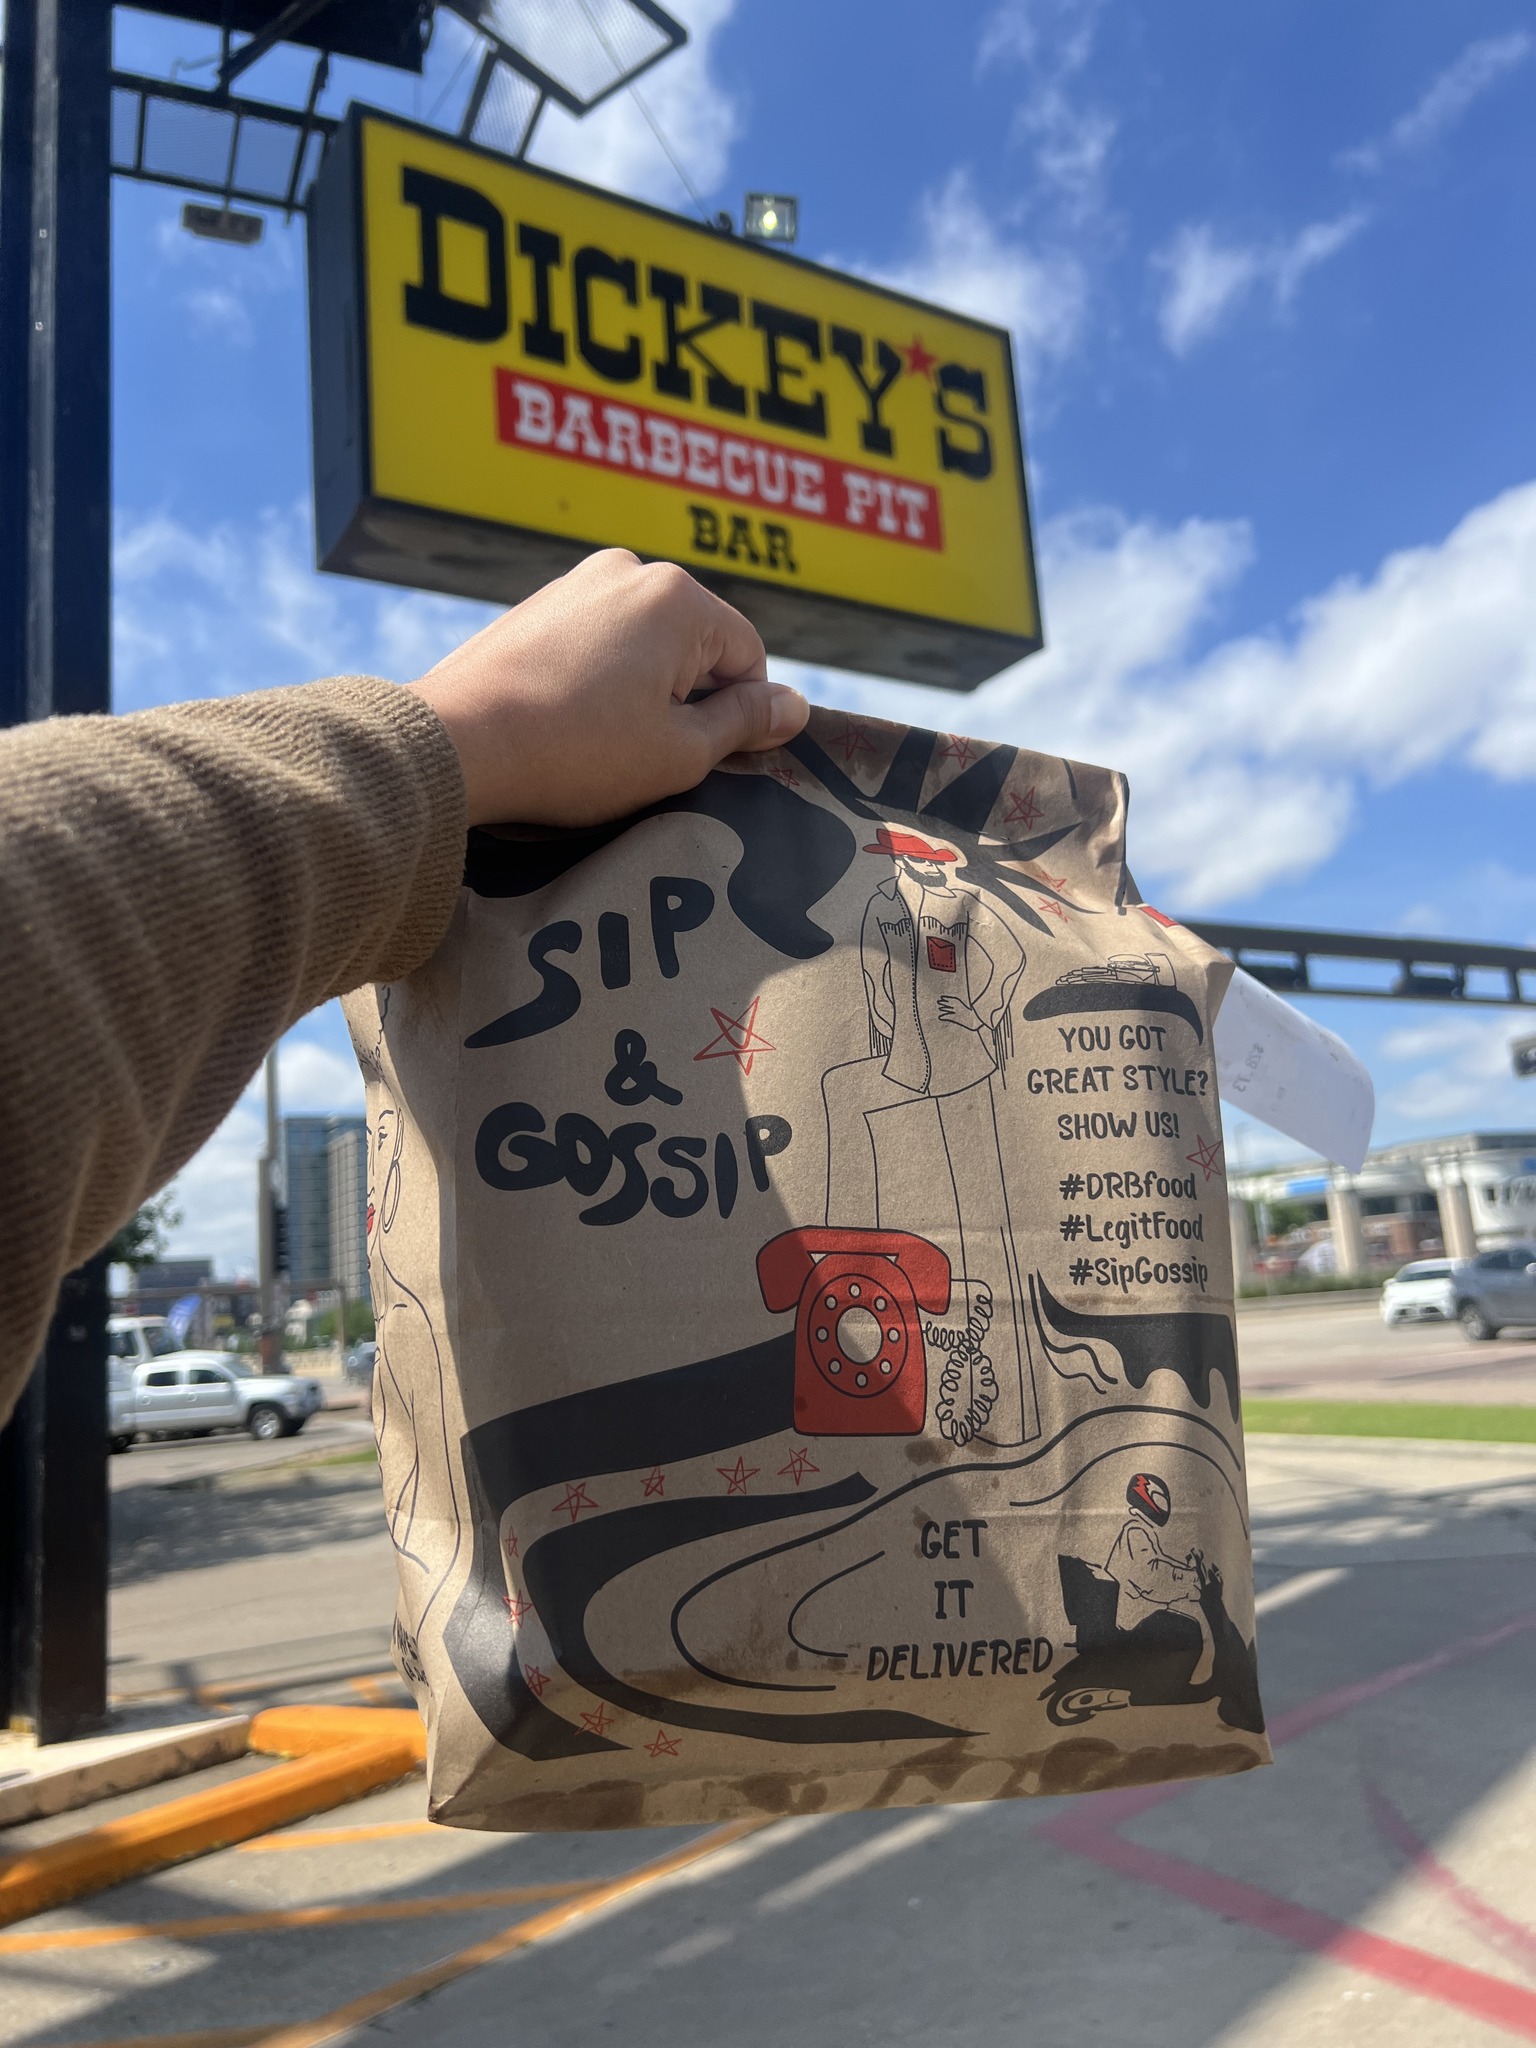 DICKEY'S
BARBECUE PIT
BAR
SIP
&
GOSSIP
YOU GOT
GREAT STYLE?
SHOW US!
#DRBfood
#LegitFood
#SipGossip
GET
IT
DELIVERED